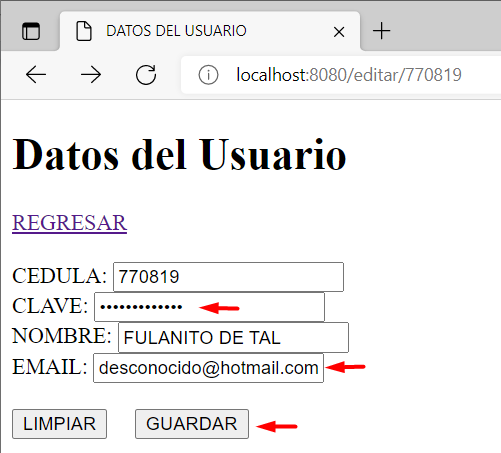 DATOS DEL USUARIO
localhost:8080/editar/770819
Datos del Usuario
REGRESAR
CEDULA: 770819
CLAVE: •••••••••••••
NOMBRE: FULANITO DE TAL
EMAIL: desconocido@hotmail.com
LIMPIAR GUARDAR